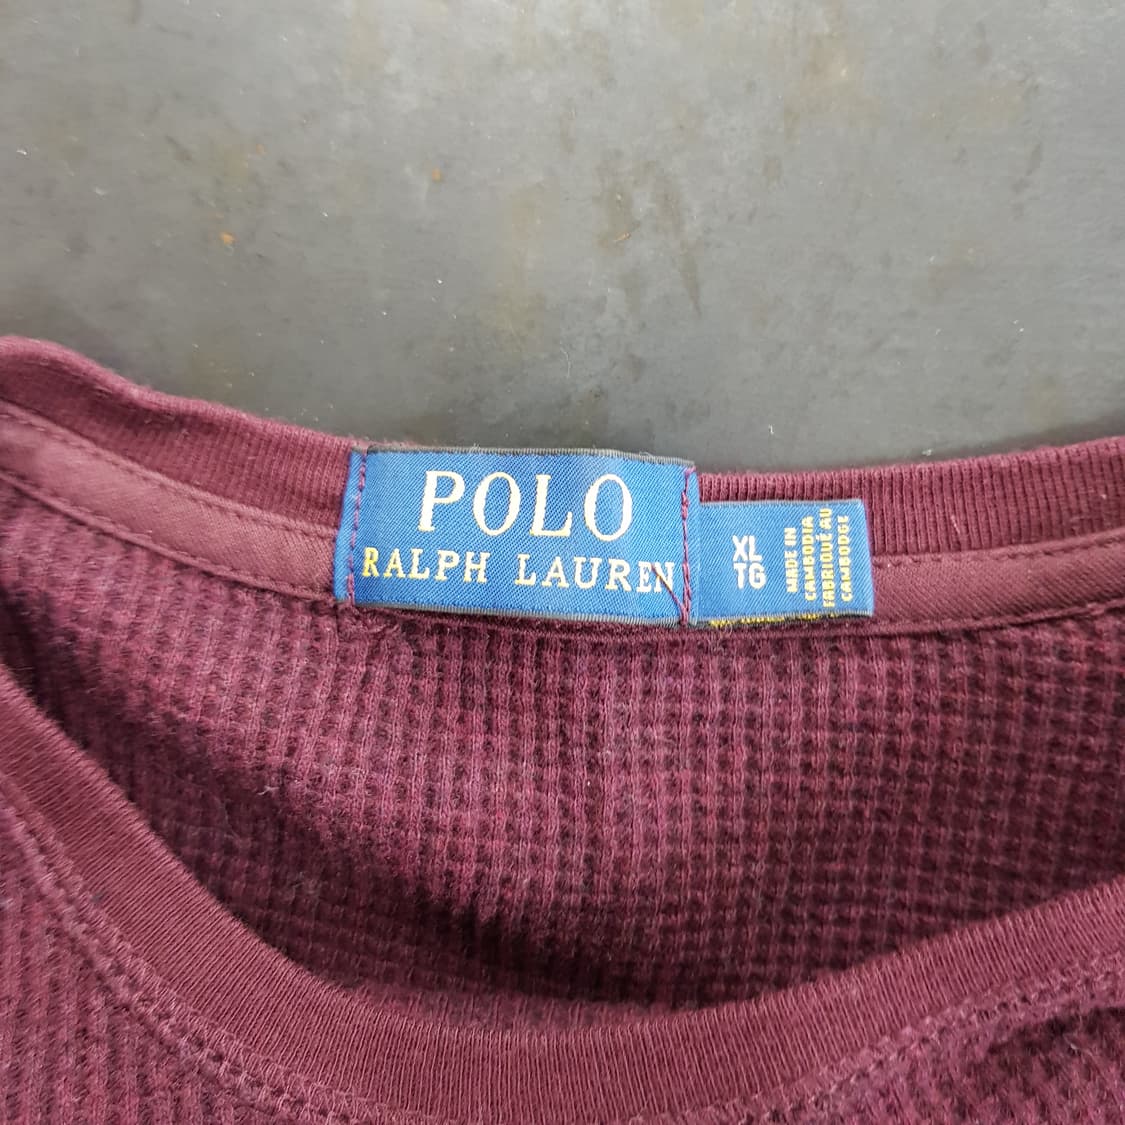 POLO
RALPH LAUREN
XL
TG
MADE IN
CAMBODIA
FABRIQUÉ AU
CAMBODGE